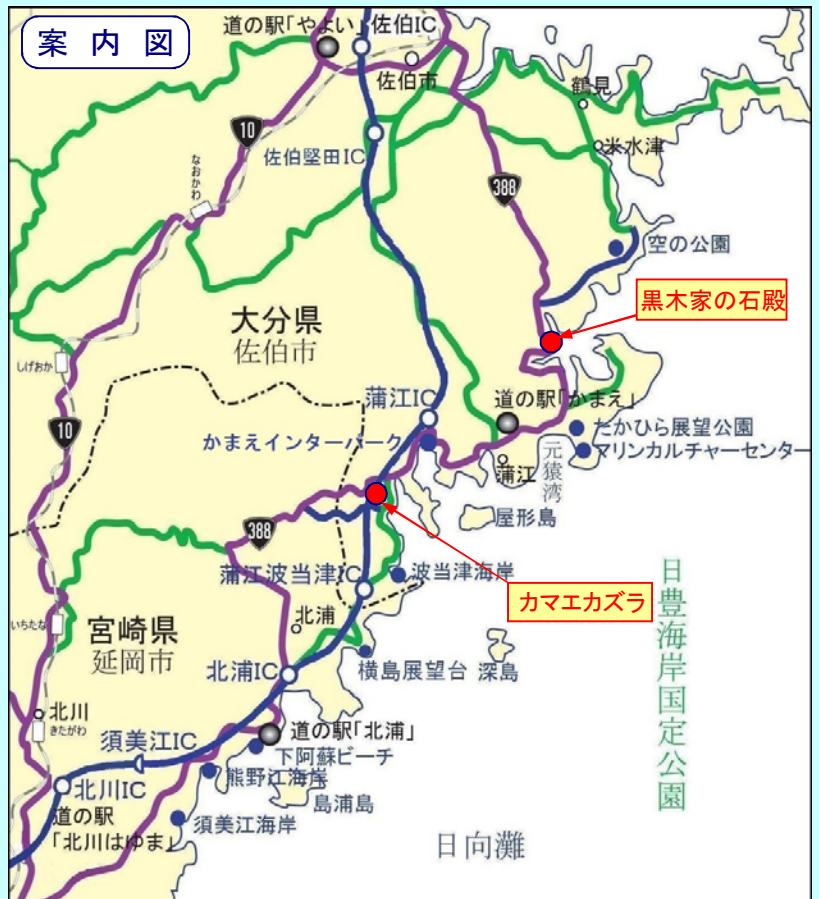 案内図
道の駅「やよい」
佐伯IC
佐伯市
鶴見
米水津
10
佐伯堅田IC
なおかわ
388
空の公園
黒木家の石殿
大分県
佐伯市
しげおか
蒲江IC
道の駅「かまえ」
10
かまえインターパーク
たかひら展望公園
マリンカルチャーセンター
蒲江
元猿湾
屋形島
388
蒲江波当津IC
波当津海岸
カマエカズラ
日豊海岸国定公園
いちたな
宮崎県
延岡市
北浦
北浦IC
横島展望台
深島
北川
きたがわ
須美江IC
道の駅「北浦」
下阿蘇ビーチ
熊野江海岸
北川IC
島浦島
道の駅
「北川はゆま」
須美江海岸
日向灘